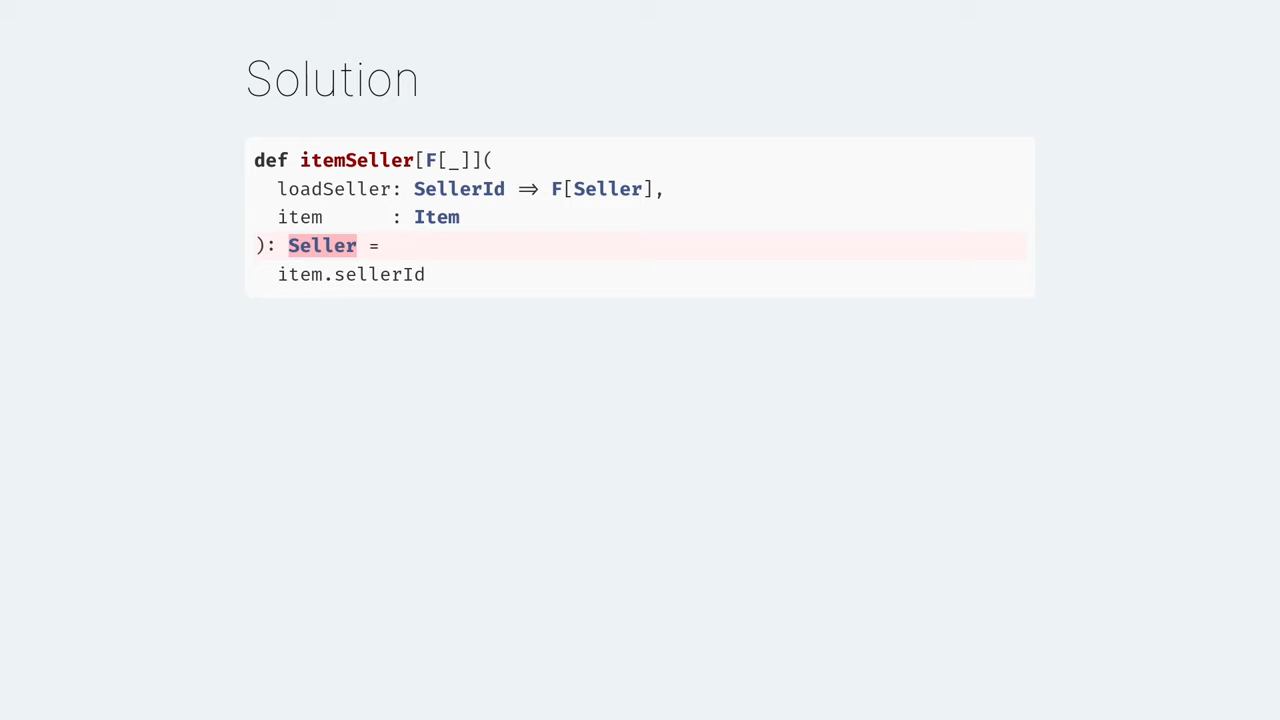 Solution
def itemSeller[F[_]](
  loadSeller: SellerId ⇒ F[Seller],
  item      : Item
): Seller =
  item.sellerId